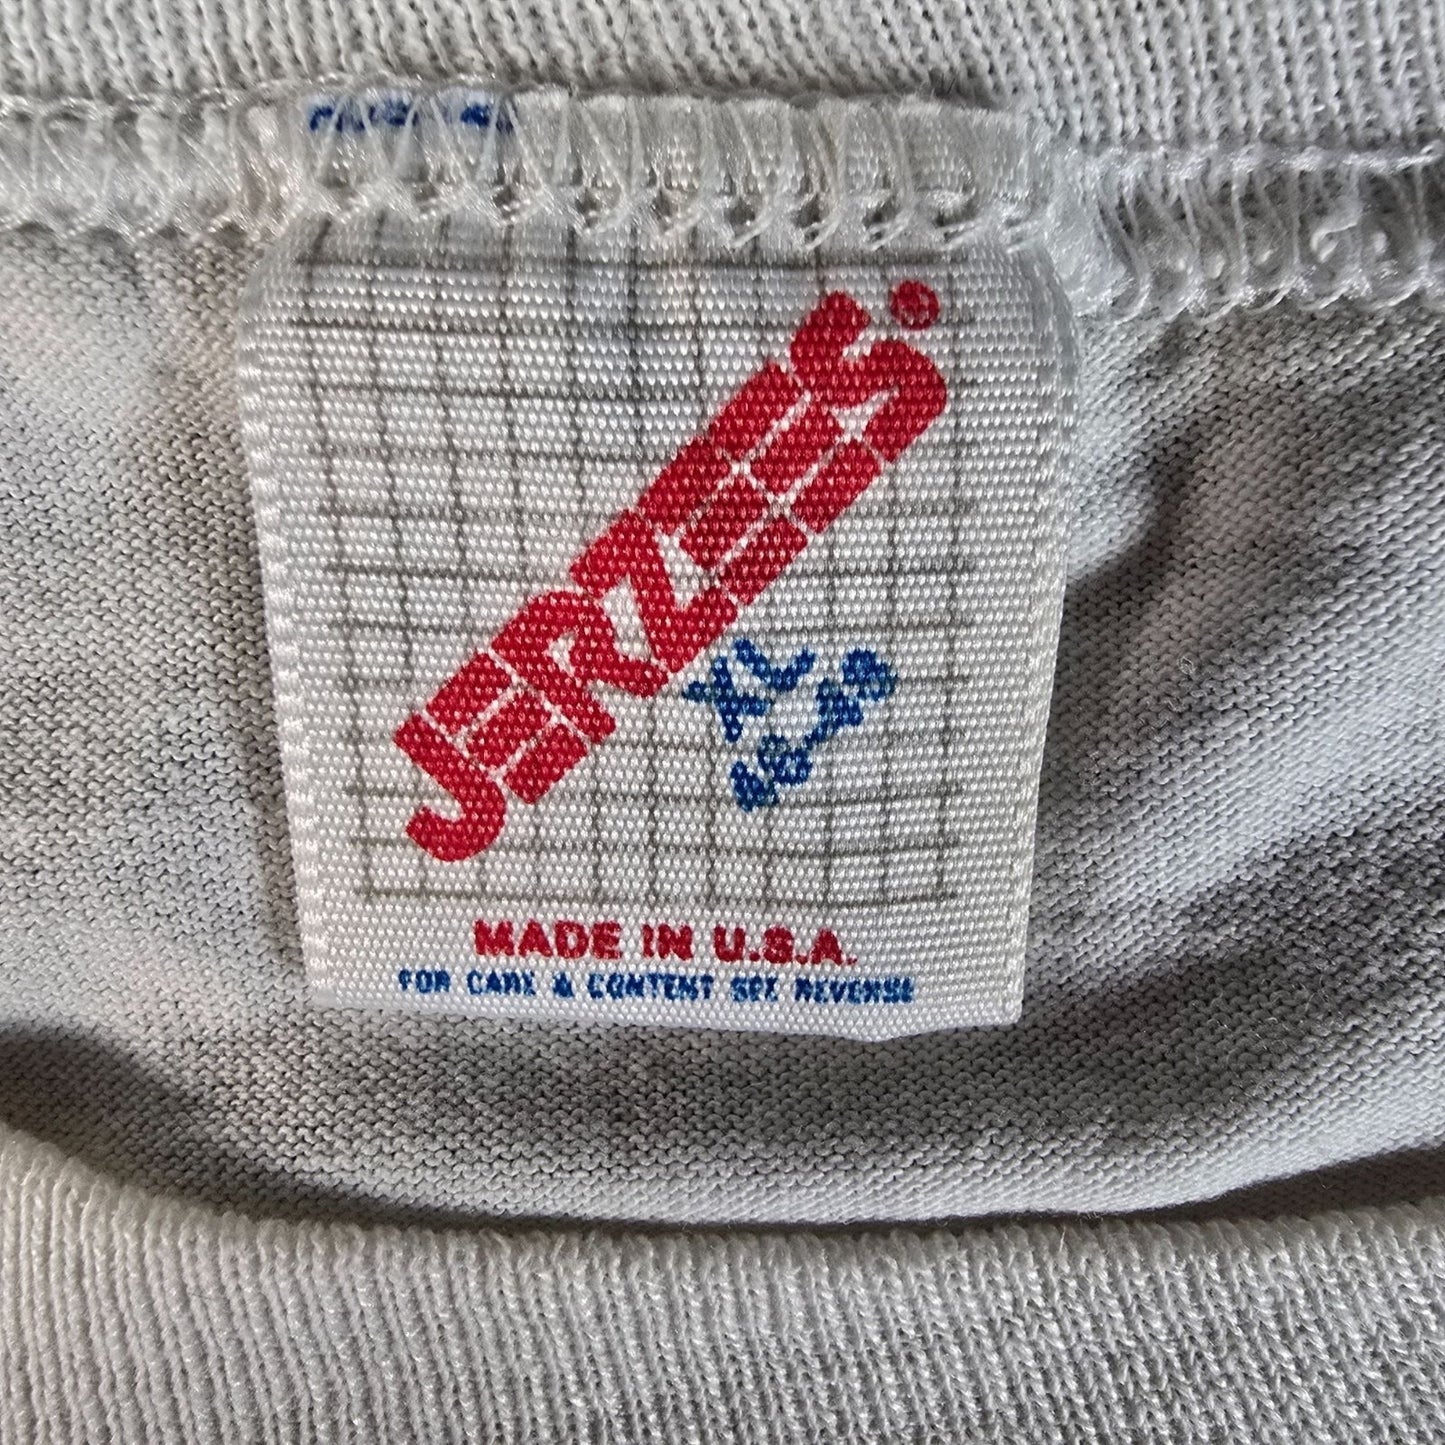 JERZEES
XL
46-48
MADE IN U.S.A.
FOR CARE & CONTENT SEE REVERSE